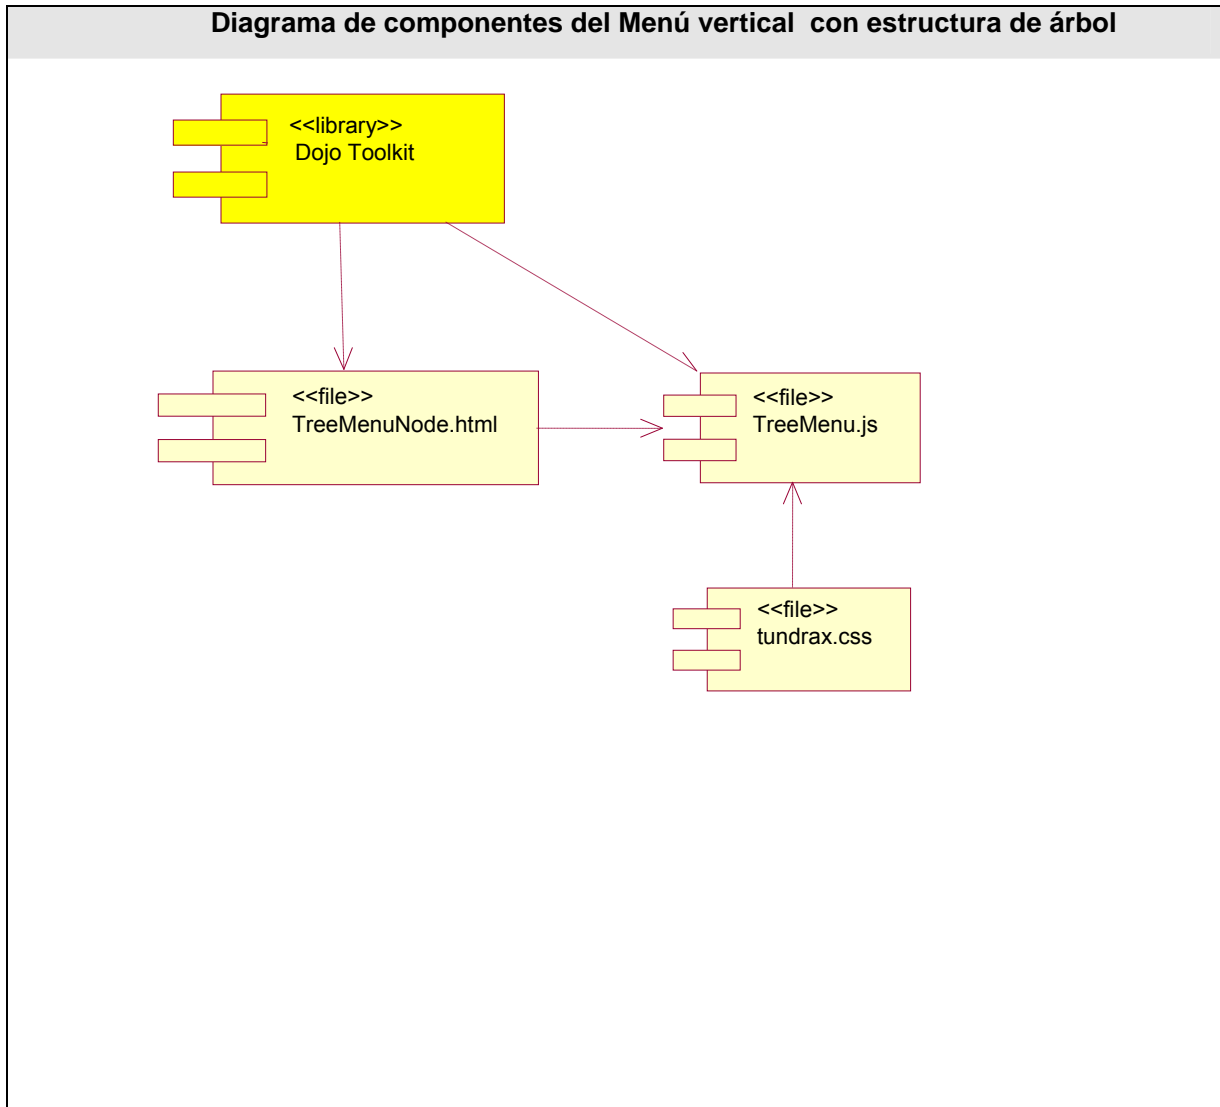 Diagrama de componentes del Menú vertical con estructura de árbol
<<library>>
Dojo Toolkit
<<file>>
TreeMenuNode.html
<<file>>
TreeMenu.js
<<file>>
tundrax.css